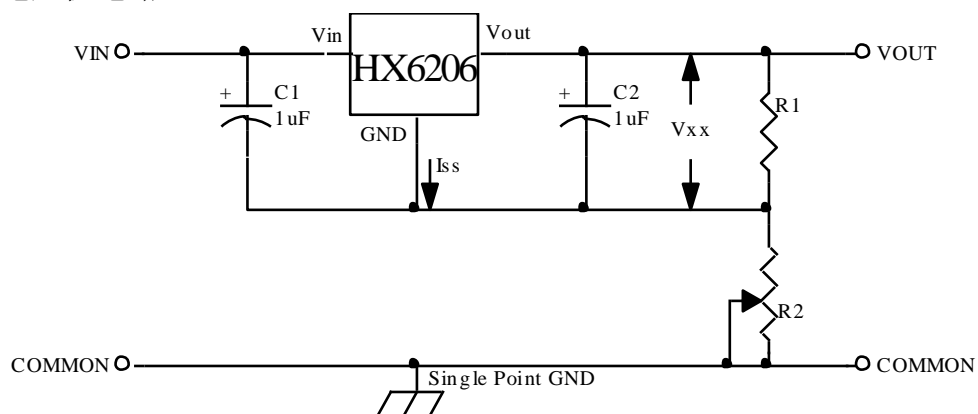 VIN
Vin
HX6206
Vout
VOUT
+
C1
1uF
GND
Iss
+
C2
1uF
Vxx
R1
R2
COMMON
Single Point GND
COMMON